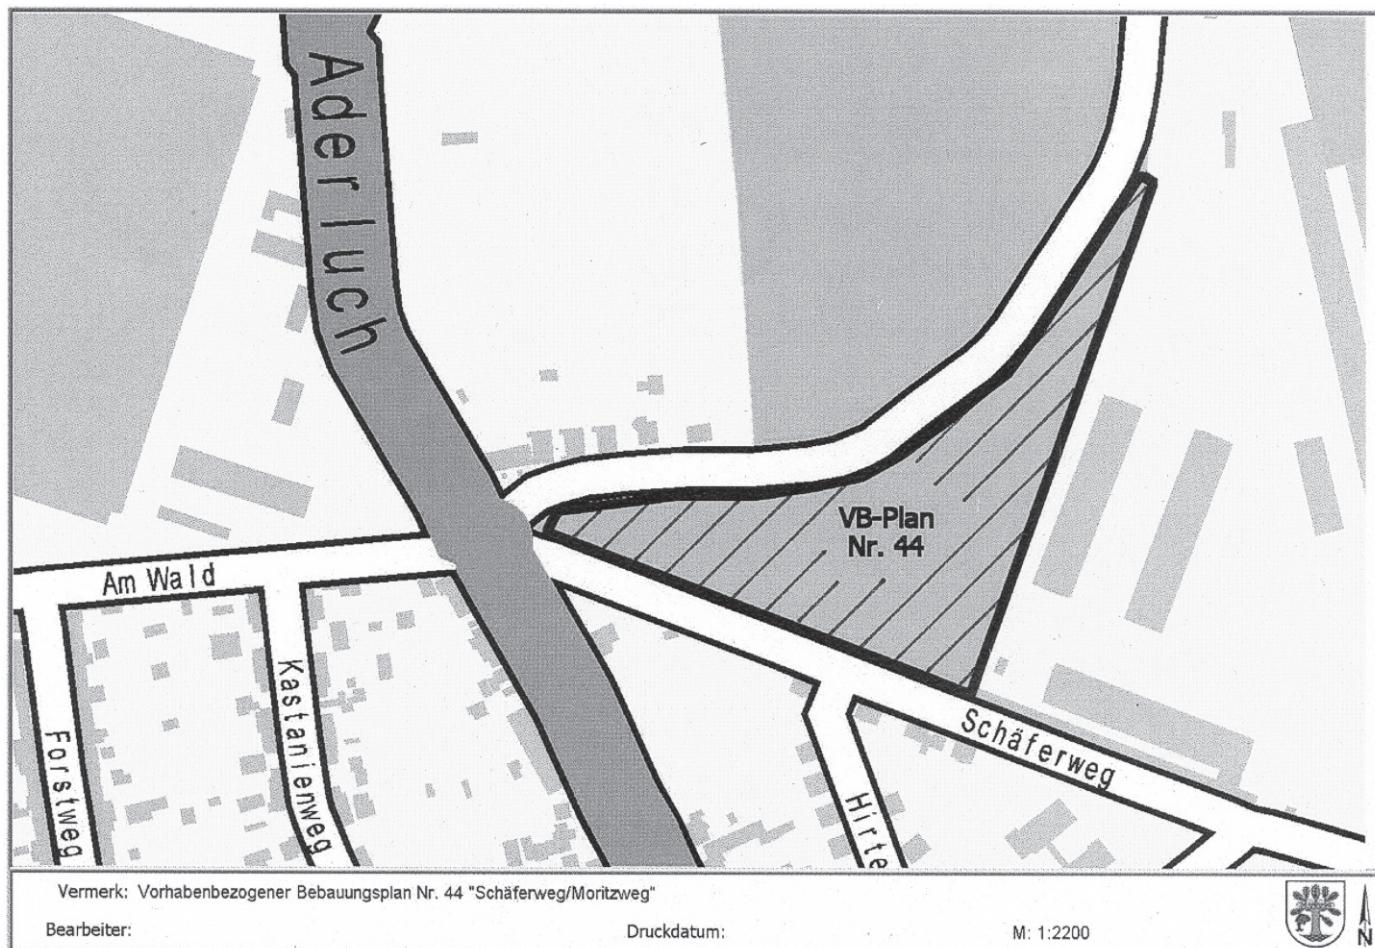 Aderluch
VB-Plan
Nr. 44
Am Wald
Kastanienweg
Forstweg
Schäferweg
Hirte
Vermerk: Vorhabenbezogener Bebauungsplan Nr. 44 "Schäferweg/Moritzweg"
Bearbeiter:
Druckdatum:
M: 1:2200
N